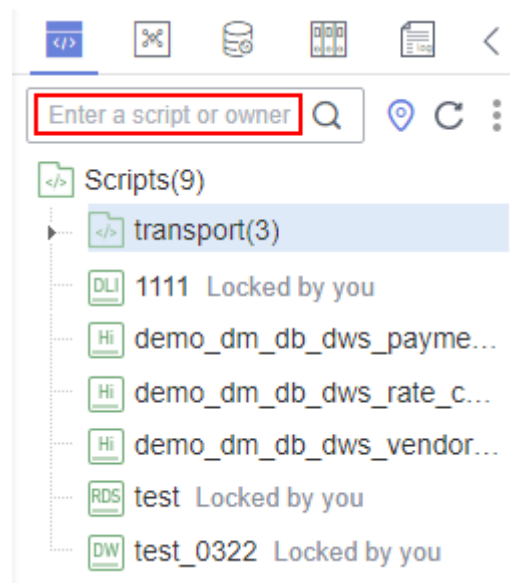 </>
log
Enter a script or owner
</> Scripts(9)
</> transport(3)
DLI 1111 Locked by you
Hi demo_dm_db_dws_payme...
Hi demo_dm_db_dws_rate_c...
Hi demo_dm_db_dws_vendor...
RDS test Locked by you
DW test_0322 Locked by you